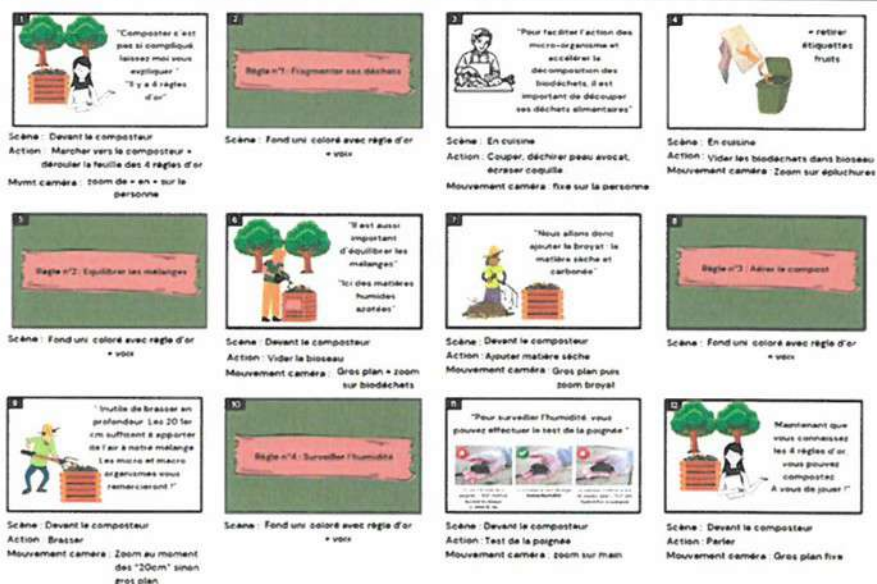 1
"Composter c'est
pas si compliqué
laissez moi vous
expliquer "
"Il y a 4 règles
d'or"
Scène : Devant le composteur
Action : Marcher vers le composteur +
dérouler la feuille des 4 règles d'or
Mvmt caméra : zoom de + en + sur la
personne
2
Règle n°1 : Fragmenter ses déchets
Scène : Fond uni coloré avec règle d'or
+ voix
3
"Pour faciliter l'action des
micro-organisme et
accélérer la
décomposition des
biodéchets, il est
important de découper
ses déchets alimentaires"
Scène : En cuisine
Action : Couper, déchirer peau avocat,
écraser coquille
Mouvement caméra : fixe sur la personne
4
+ retirer
étiquettes
fruits
Scène : En cuisine
Action : Vider les biodéchets dans bioseau
Mouvement caméra : Zoom sur épluchures
5
Règle n°2 : Equilibrer les mélanges
Scène : Fond uni coloré avec règle d'or
+ voix
6
"Il est aussi
important
d'équilibrer les
mélanges"
"Ici des matières
humides
azotées"
Scène : Devant le composteur
Action : Vider le bioseau
Mouvement caméra : Gros plan + zoom
sur biodéchets
7
"Nous allons donc
ajouter le broyat : la
matière sèche et
carbonée"
Scène : Devant le composteur
Action : Ajouter matière sèche
Mouvement caméra : Gros plan puis
zoom broyat
8
Règle n°3 : Aérer le compost
Scène : Fond uni coloré avec règle d'or
+ voix
9
" Inutile de brasser en
profondeur. Les 20 1er
cm suffisent à apporter
de l'air à notre mélange
Les micro et macro
organismes vous
remercieront !"
Scène : Devant le composteur
Action : Brasser
Mouvement caméra : Zoom au moment
des "20cm" sinon
gros plan
10
Règle n°4 : Surveiller l'humidité
Scène : Fond uni coloré avec règle d'or
+ voix
11
"Pour surveiller l'humidité vous
pouvez effectuer le test de la poignée "
Scène : Devant le composteur
Action : Test de la poignée
Mouvement caméra : zoom sur main
12
"Maintenant que
vous connaissez
les 4 règles d'or
vous pouvez
compostez
A vous de jouer !"
Scène : Devant le composteur
Action : Parler
Mouvement caméra : Gros plan fixe